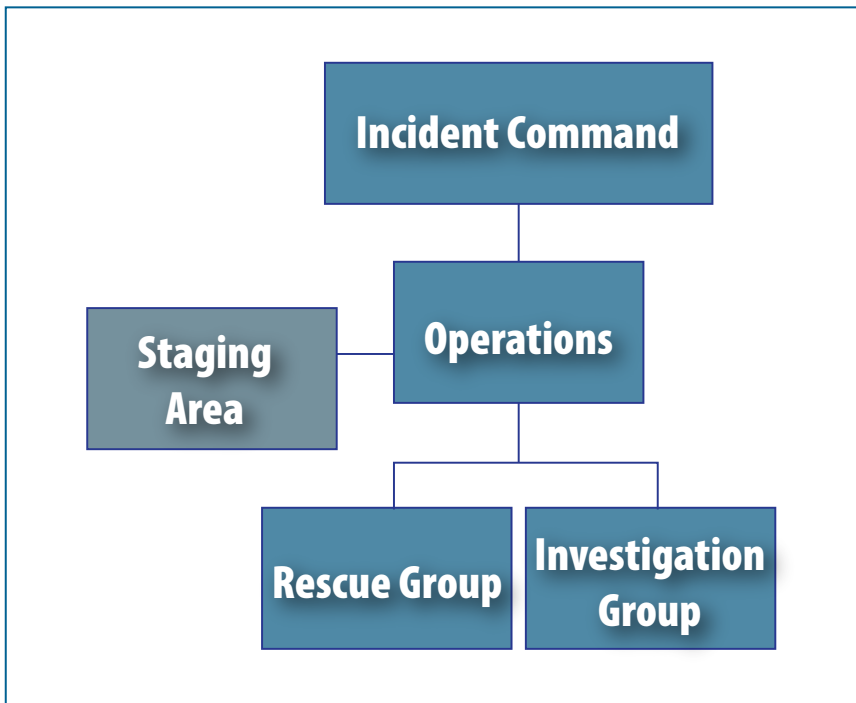 Incident Command
Operations
Staging
Area
Rescue Group
Investigation
Group